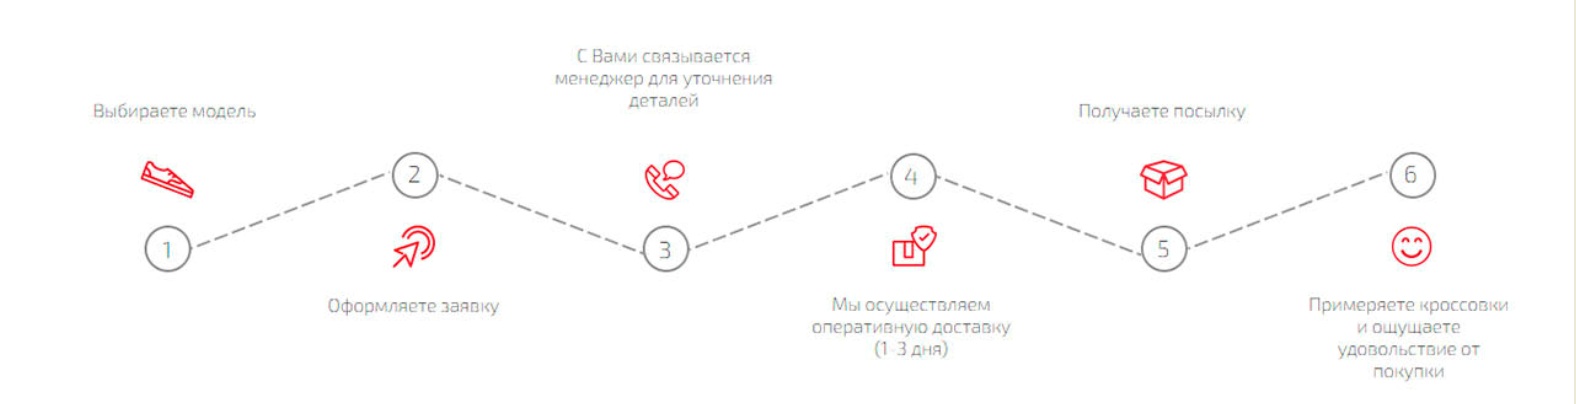 Выбираете модель
1
2
Оформляете заявку
С Вами связывается
менеджер для уточнения
деталей
3
4
Мы осуществляем
оперативную доставку
(1-3 дня)
Получаете посылку
5
6
Примеряете кроссовки
и ощущаете
удовольствие от
покупки